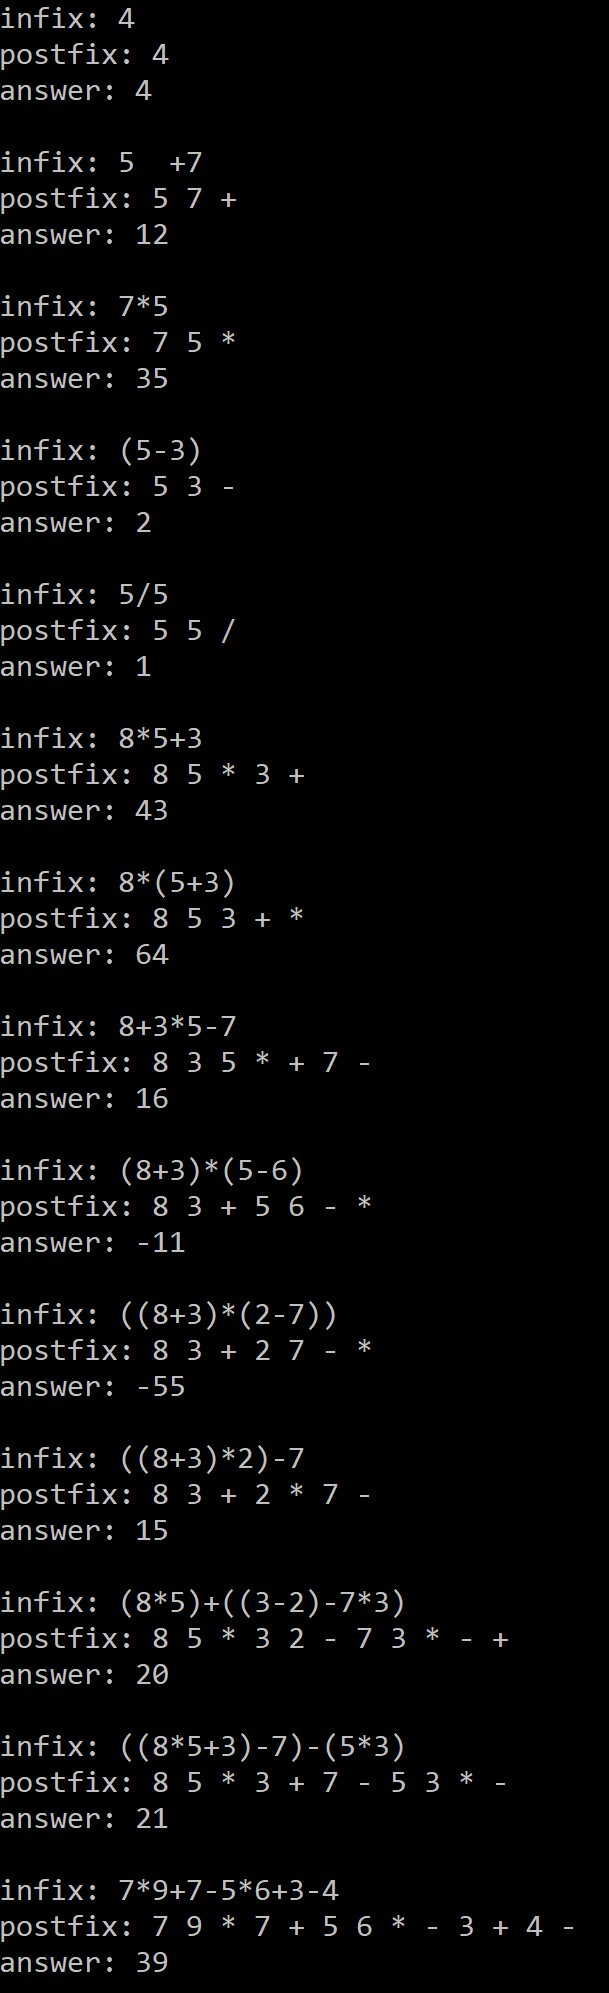 infix: 4
postfix: 4
answer: 4
infix: 5  +7
postfix: 5 7 +
answer: 12
infix: 7*5
postfix: 7 5 *
answer: 35
infix: (5-3)
postfix: 5 3 -
answer: 2
infix: 5/5
postfix: 5 5 /
answer: 1
infix: 8*5+3
postfix: 8 5 * 3 +
answer: 43
infix: 8*(5+3)
postfix: 8 5 3 + *
answer: 64
infix: 8+3*5-7
postfix: 8 3 5 * + 7 -
answer: 16
infix: (8+3)*(5-6)
postfix: 8 3 + 5 6 - *
answer: -11
infix: ((8+3)*(2-7))
postfix: 8 3 + 2 7 - *
answer: -55
infix: ((8+3)*2)-7
postfix: 8 3 + 2 * 7 -
answer: 15
infix: (8*5)+((3-2)-7*3)
postfix: 8 5 * 3 2 - 7 3 * - +
answer: 20
infix: ((8*5+3)-7)-(5*3)
postfix: 8 5 * 3 + 7 - 5 3 * -
answer: 21
infix: 7*9+7-5*6+3-4
postfix: 7 9 * 7 + 5 6 * - 3 + 4 -
answer: 39